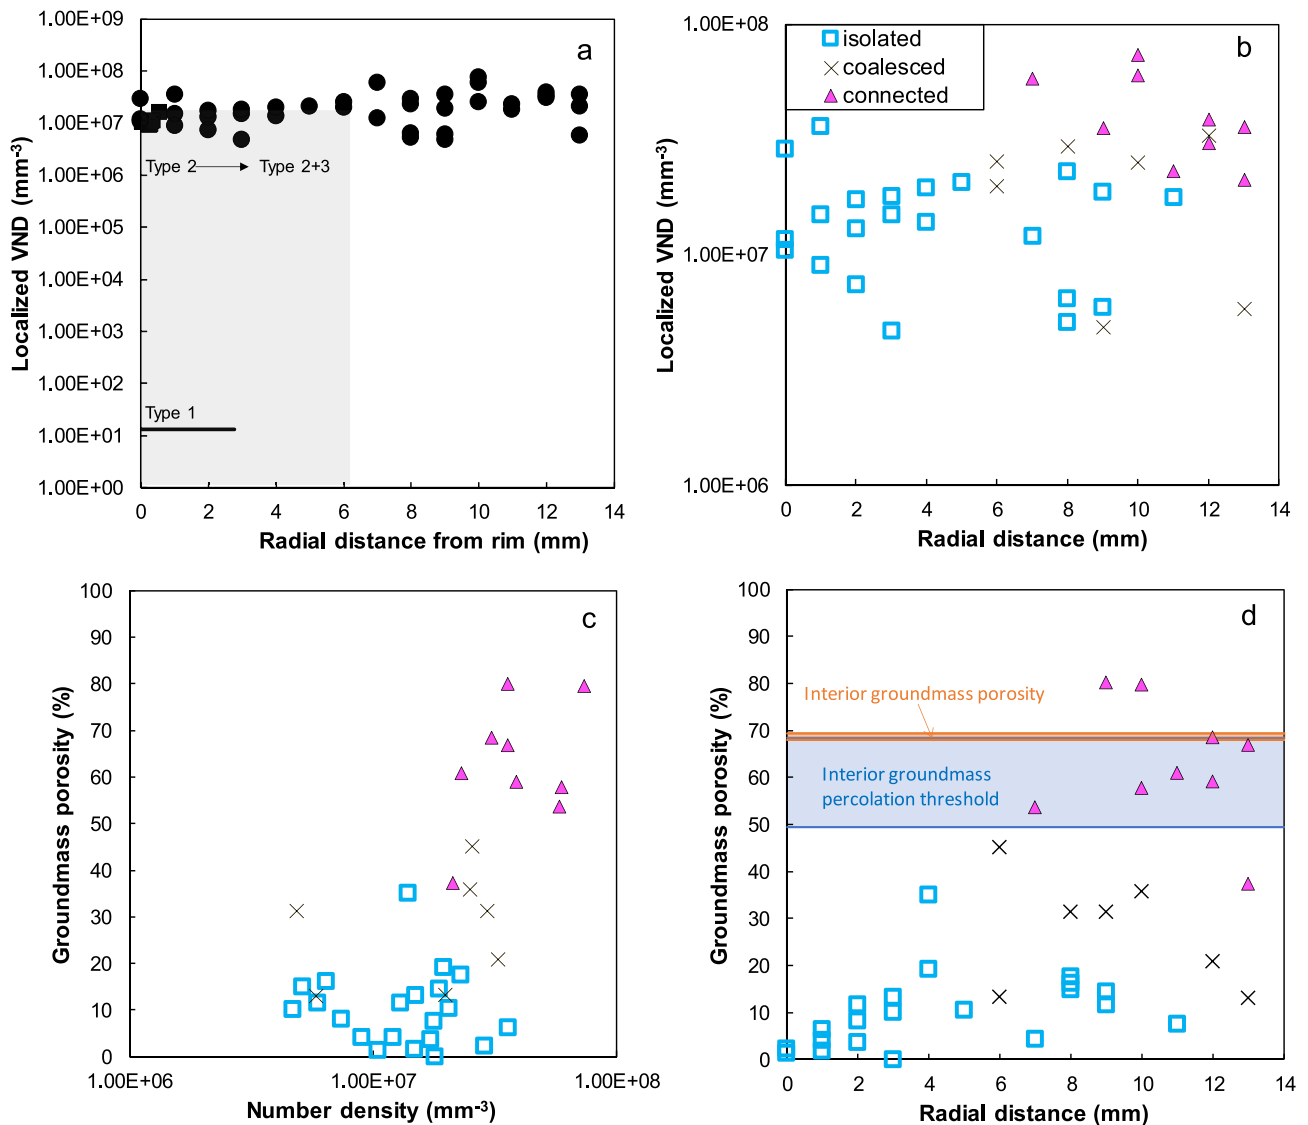 a
1.00E+09
1.00E+08
1.00E+07
1.00E+06
1.00E+05
1.00E+04
1.00E+03
1.00E+02
1.00E+01
1.00E+00
Localized VND (mm-3)
Type 2
Type 2+3
Type 1
0 2 4 6 8 10 12 14
Radial distance from rim (mm)
b
isolated
coalesced
connected
1.00E+08
1.00E+07
1.00E+06
Localized VND (mm-3)
0 2 4 6 8 10 12 14
Radial distance (mm)
c
100
90
80
70
60
50
40
30
20
10
0
Groundmass porosity (%)
1.00E+06 1.00E+07 1.00E+08
Number density (mm-3)
d
100
90
80
70
60
50
40
30
20
10
0
Groundmass porosity (%)
Interior groundmass porosity
Interior groundmass
percolation threshold
0 2 4 6 8 10 12 14
Radial distance (mm)